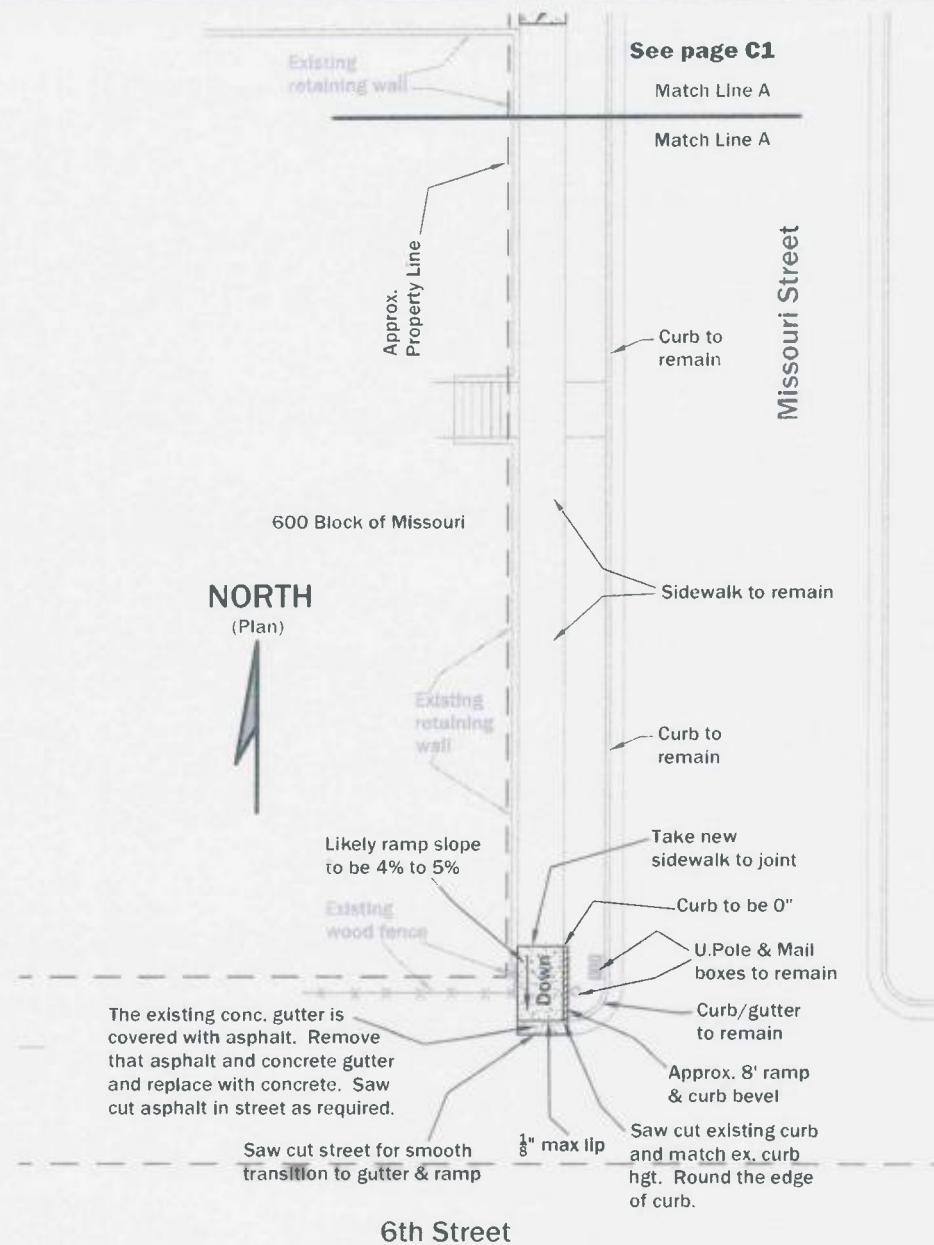 See page C1
Existing
retaining wall
Match Line A
Match Line A
Missouri Street
Approx.
Property Line
Curb to
remain
600 Block of Missouri
NORTH
(Plan)
Sidewalk to remain
Existing
retaining
wall
Curb to
remain
Likely ramp slope
to be 4% to 5%
Take new
sidewalk to joint
Existing
wood fence
Curb to be 0"
U.Pole & Mail
boxes to remain
Down
Curb/gutter
to remain
The existing conc. gutter is
covered with asphalt. Remove
that asphalt and concrete gutter
and replace with concrete. Saw
cut asphalt in street as required.
Approx. 8' ramp
& curb bevel
Saw cut street for smooth
transition to gutter & ramp
1/8" max lip
Saw cut existing curb
and match ex. curb
hgt. Round the edge
of curb.
6th Street